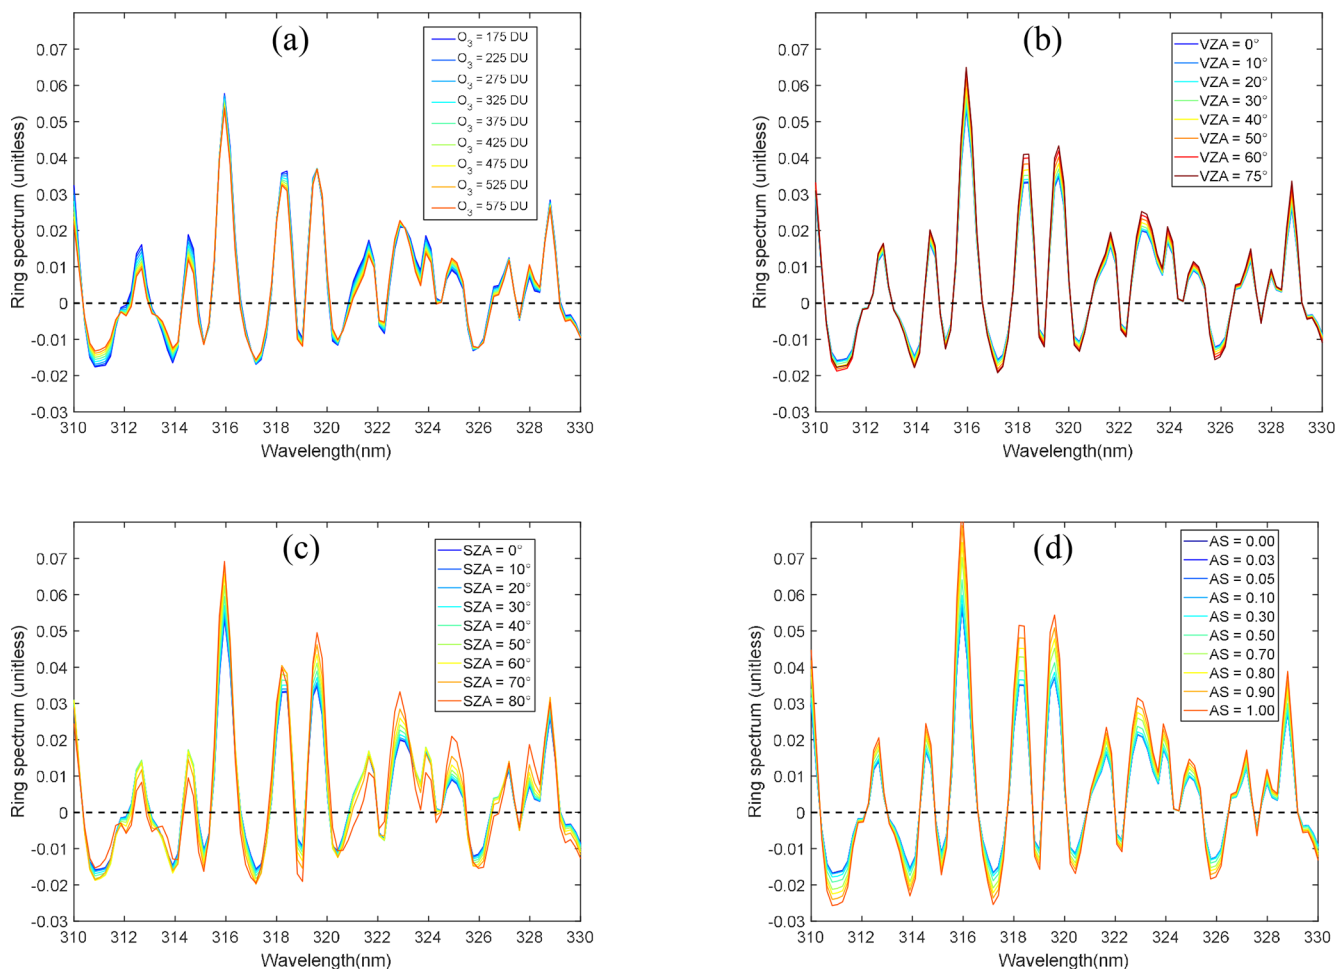 (a)
O3 = 175 DU
O3 = 225 DU
O3 = 275 DU
O3 = 325 DU
O3 = 375 DU
O3 = 425 DU
O3 = 475 DU
O3 = 525 DU
O3 = 575 DU
0.07
0.06
0.05
0.04
0.03
0.02
0.01
0
-0.01
-0.02
-0.03
Ring spectrum (unitless)
310 312 314 316 318 320 322 324 326 328 330
Wavelength(nm)
(b)
VZA = 0°
VZA = 10°
VZA = 20°
VZA = 30°
VZA = 40°
VZA = 50°
VZA = 60°
VZA = 75°
0.07
0.06
0.05
0.04
0.03
0.02
0.01
0
-0.01
-0.02
-0.03
Ring spectrum (unitless)
310 312 314 316 318 320 322 324 326 328 330
Wavelength(nm)
(c)
SZA = 0°
SZA = 10°
SZA = 20°
SZA = 30°
SZA = 40°
SZA = 50°
SZA = 60°
SZA = 70°
SZA = 80°
0.07
0.06
0.05
0.04
0.03
0.02
0.01
0
-0.01
-0.02
-0.03
Ring spectrum (unitless)
310 312 314 316 318 320 322 324 326 328 330
Wavelength(nm)
(d)
AS = 0.00
AS = 0.03
AS = 0.05
AS = 0.10
AS = 0.30
AS = 0.50
AS = 0.70
AS = 0.80
AS = 0.90
AS = 1.00
0.07
0.06
0.05
0.04
0.03
0.02
0.01
0
-0.01
-0.02
-0.03
Ring spectrum (unitless)
310 312 314 316 318 320 322 324 326 328 330
Wavelength(nm)